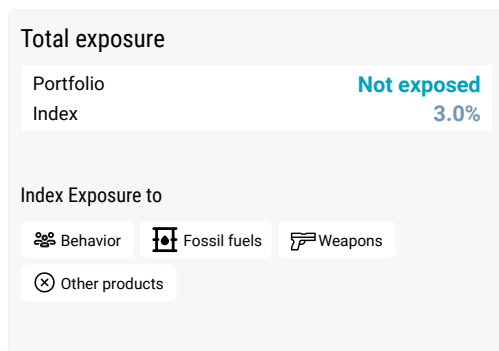 Total exposure
Portfolio Not exposed
Index 3.0%
Index Exposure to
Behavior Fossil fuels Weapons
Other products